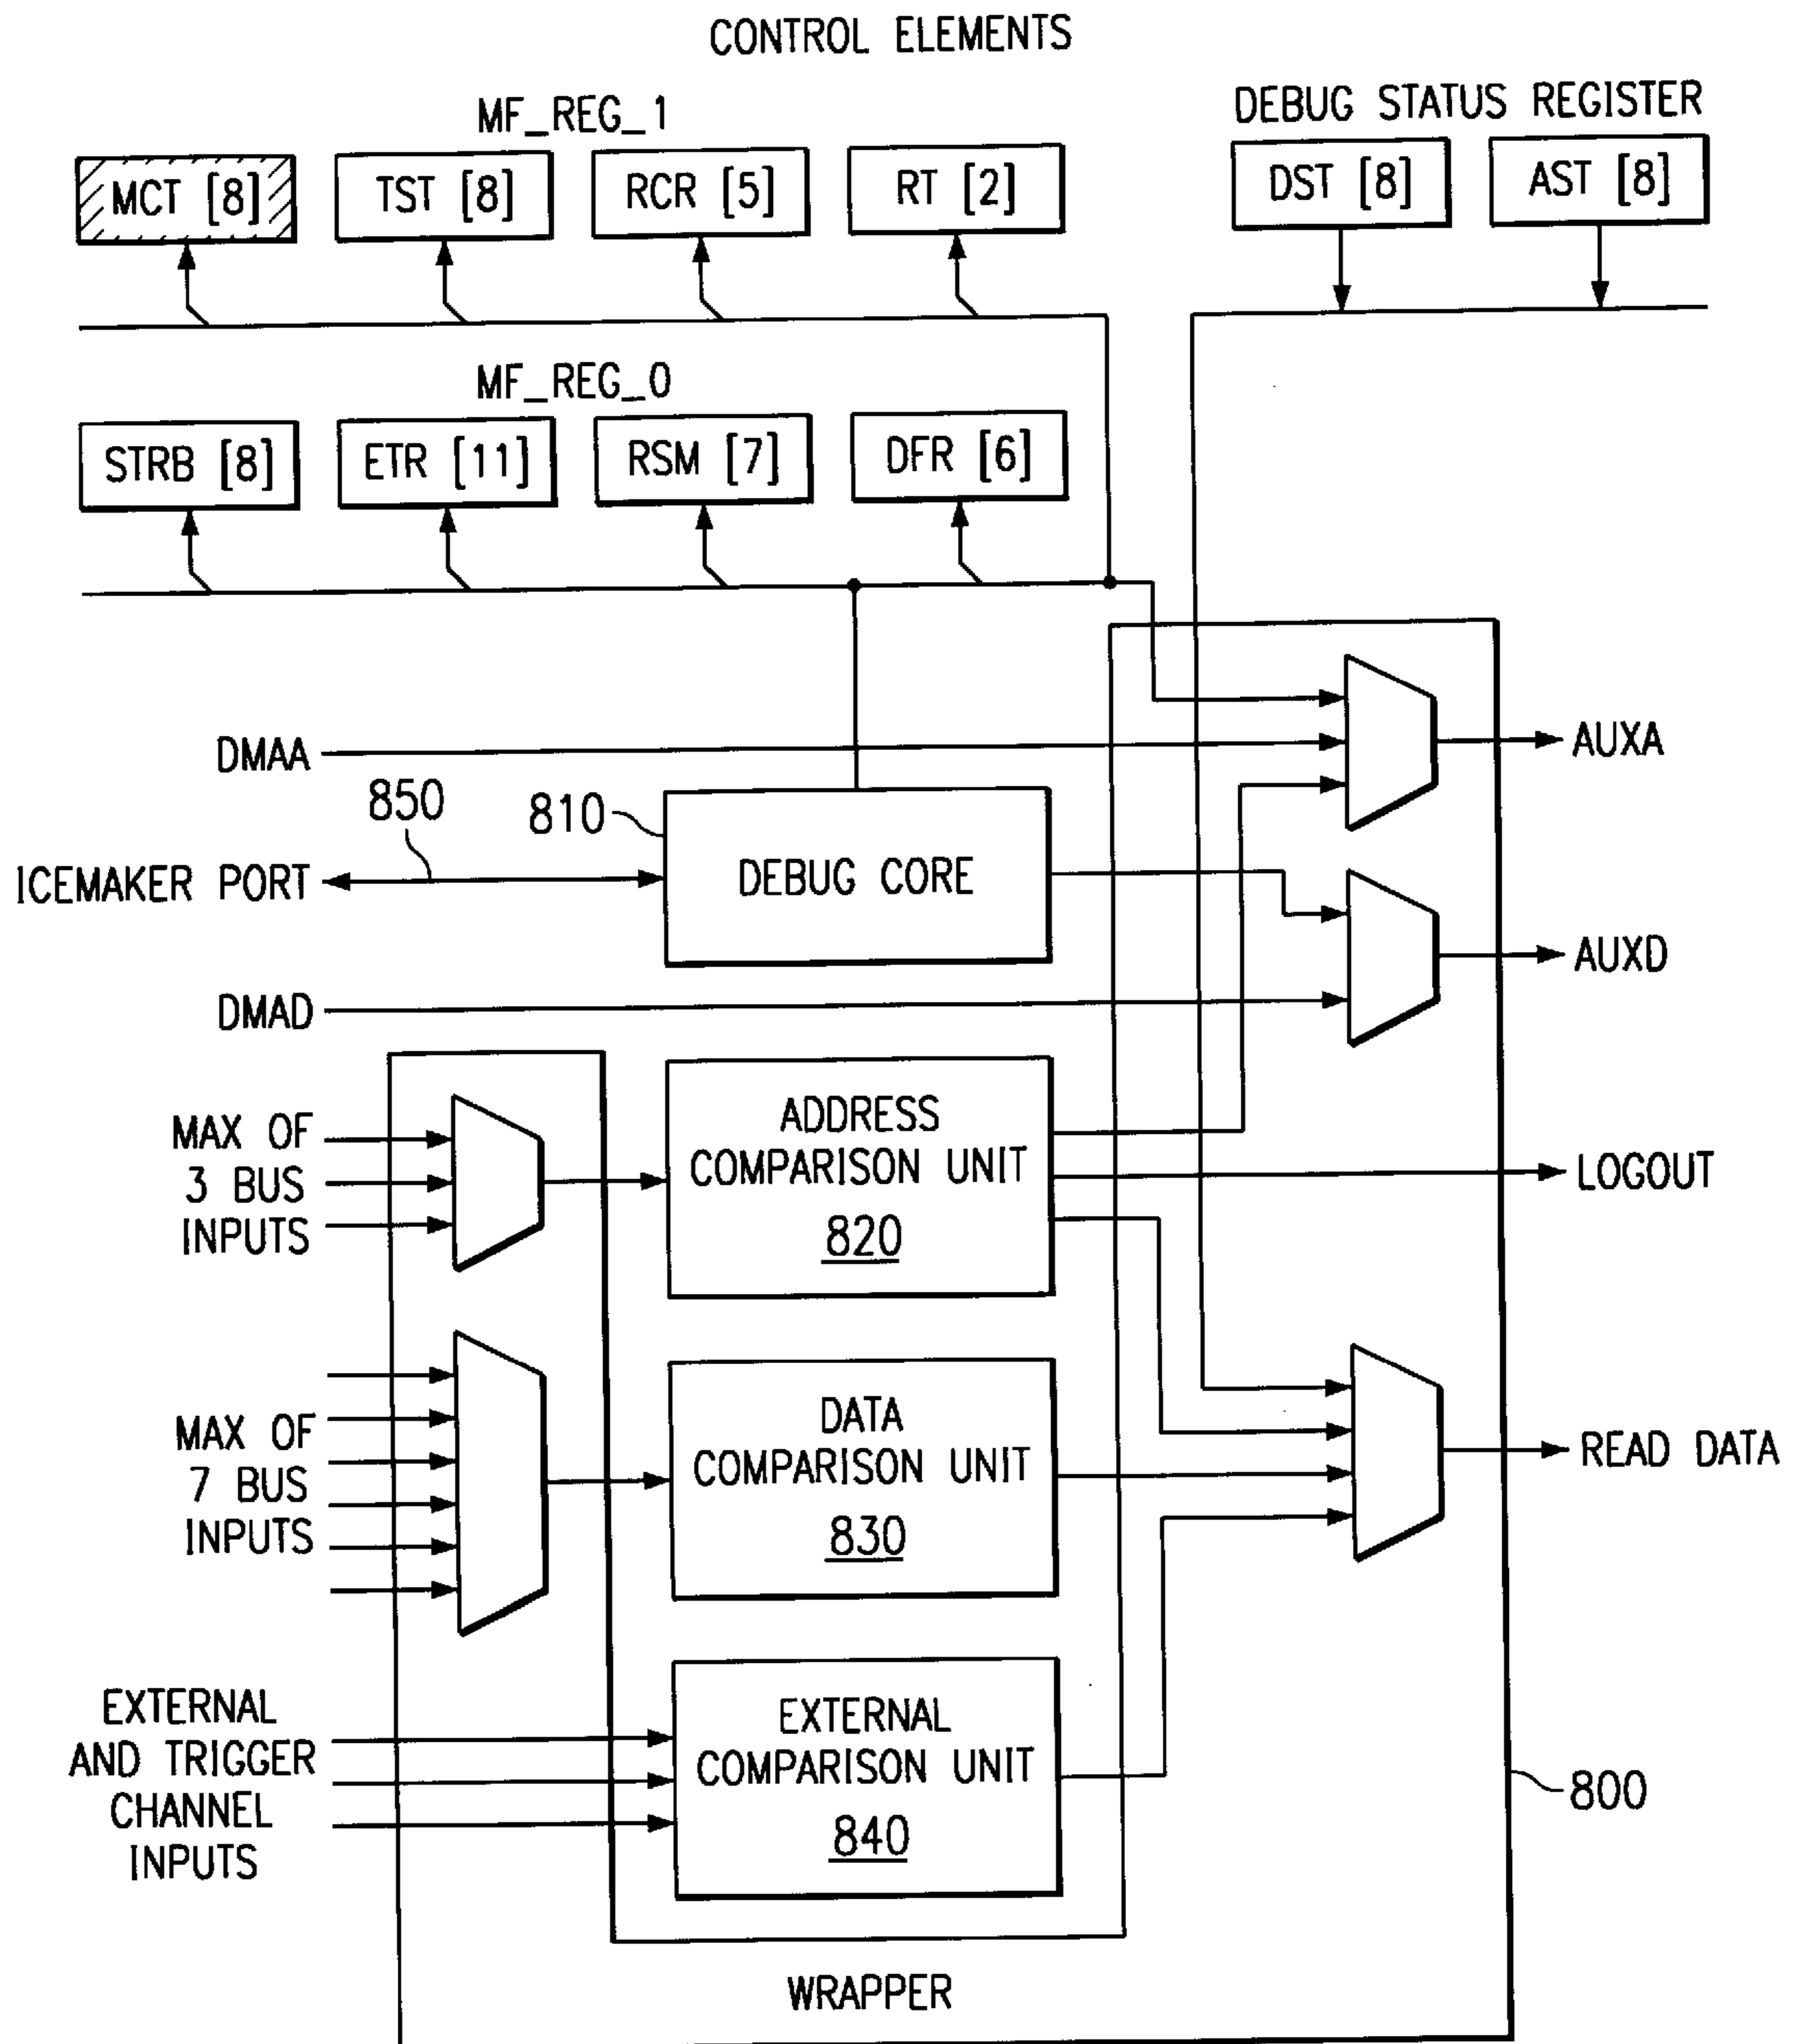 CONTROL ELEMENTS
MF_REG_1
DEBUG STATUS REGISTER
MCT [8]
TST [8]
RCR [5]
RT [2]
DST [8]
AST [8]
MF_REG_0
STRB [8]
ETR [11]
RSM [7]
DFR [6]
DMAA
AUXA
850
810
ICEMAKER PORT
DEBUG CORE
AUXD
DMAD
MAX OF
3 BUS
INPUTS
ADDRESS
COMPARISON UNIT
820
LOGOUT
MAX OF
7 BUS
INPUTS
DATA
COMPARISON UNIT
830
READ DATA
EXTERNAL
AND TRIGGER
CHANNEL
INPUTS
EXTERNAL
COMPARISON UNIT
840
800
WRAPPER